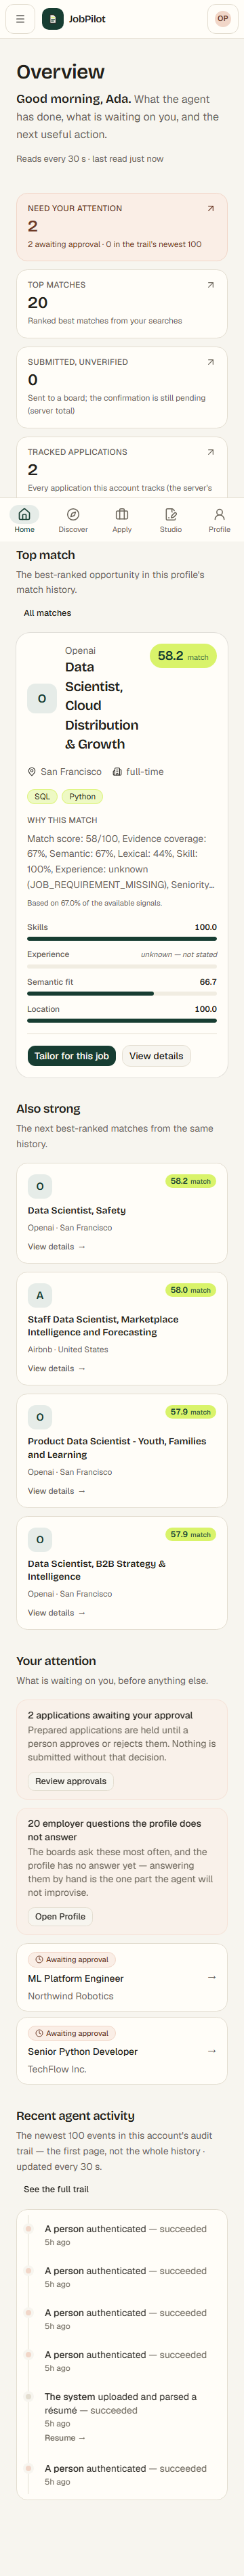 JobPilot
OP
Overview
Good morning, Ada. What the agent
has done, what is waiting on you, and the
next useful action.
Reads every 30 s · last read just now
NEED YOUR ATTENTION
2
2 awaiting approval · 0 in the trail's newest 100
TOP MATCHES
20
Ranked best matches from your searches
SUBMITTED, UNVERIFIED
0
Sent to a board; the confirmation is still pending
(server total)
TRACKED APPLICATIONS
2
Every application this account tracks (the server's
Home
Discover
Apply
Studio
Profile
Top match
The best-ranked opportunity in this profile's
match history.
All matches
O
Openai
Data
Scientist,
Cloud
Distribution
& Growth
58.2 match
San Francisco
full-time
SQL
Python
WHY THIS MATCH
Match score: 58/100, Evidence coverage:
67%, Semantic: 67%, Lexical: 44%, Skill:
100%, Experience: unknown
(JOB_REQUIREMENT_MISSING), Seniority...
Based on 67.0% of the available signals.
Skills 100.0
Experience unknown — not stated
Semantic fit 66.7
Location 100.0
Tailor for this job
View details
Also strong
The next best-ranked matches from the same
history.
O
58.2 match
Data Scientist, Safety
Openai · San Francisco
View details →
A
58.0 match
Staff Data Scientist, Marketplace
Intelligence and Forecasting
Airbnb · United States
View details →
O
57.9 match
Product Data Scientist - Youth, Families
and Learning
Openai · San Francisco
View details →
O
57.9 match
Data Scientist, B2B Strategy &
Intelligence
Openai · San Francisco
View details →
Your attention
What is waiting on you, before anything else.
2 applications awaiting your approval
Prepared applications are held until a
person approves or rejects them. Nothing is
submitted without that decision.
Review approvals
20 employer questions the profile does
not answer
The boards ask these most often, and the
profile has no answer yet — answering
them by hand is the one part the agent will
not improvise.
Open Profile
Awaiting approval
ML Platform Engineer →
Northwind Robotics
Awaiting approval
Senior Python Developer →
TechFlow Inc.
Recent agent activity
The newest 100 events in this account's audit
trail — the first page, not the whole history ·
updated every 30 s.
See the full trail
A person authenticated — succeeded
5h ago
A person authenticated — succeeded
5h ago
A person authenticated — succeeded
5h ago
A person authenticated — succeeded
5h ago
The system uploaded and parsed a
résumé — succeeded
5h ago
Resume →
A person authenticated — succeeded
5h ago